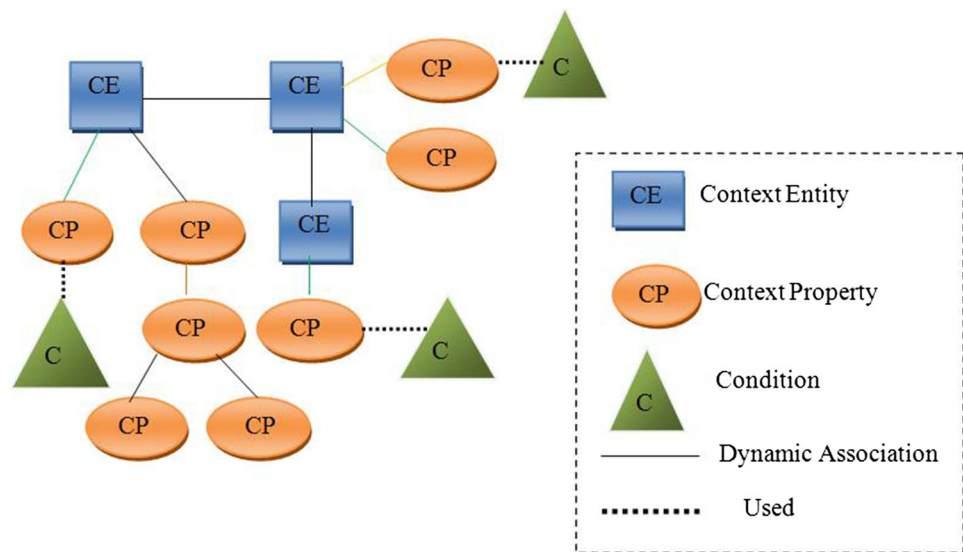 CP
C
CE
CE
CP
CP
CP
CE
CP
CP
C
C
CP
CP
CE
Context Entity
CP
Context Property
C
Condition
Dynamic Association
Used